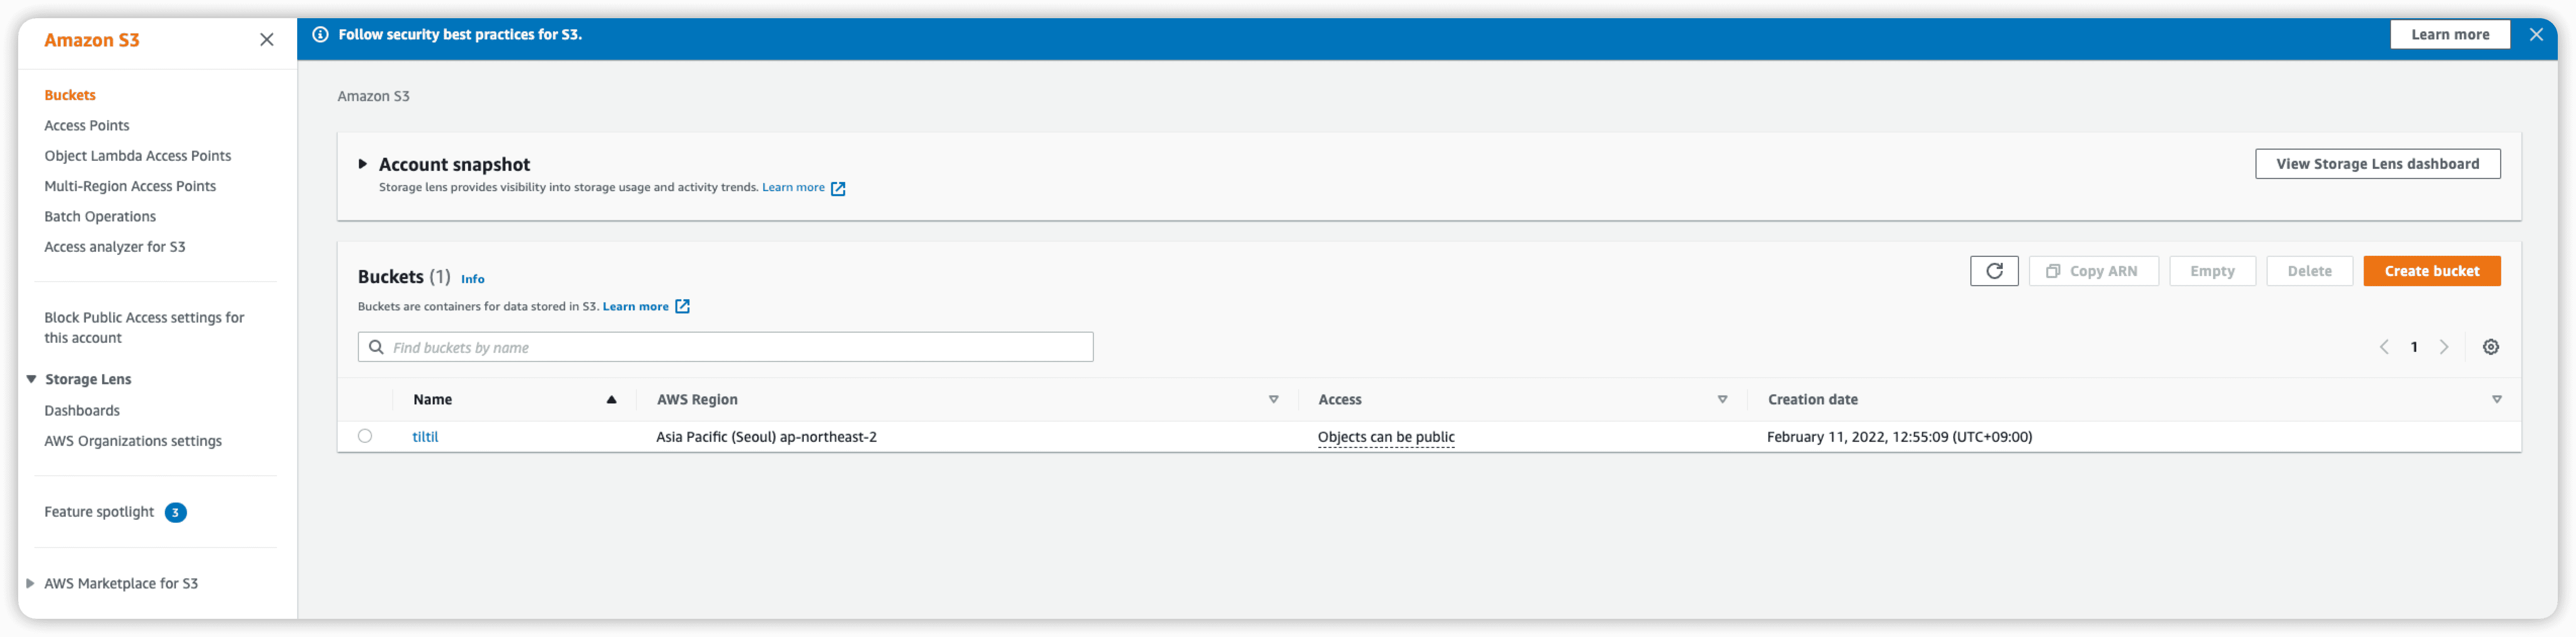 Amazon S3
Follow security best practices for S3.
Learn more
Buckets
Access Points
Object Lambda Access Points
Multi-Region Access Points
Batch Operations
Access analyzer for S3
Block Public Access settings for
this account
Storage Lens
Dashboards
AWS Organizations settings
Feature spotlight 3
AWS Marketplace for S3
Amazon S3
Account snapshot
Storage lens provides visibility into storage usage and activity trends. Learn more
View Storage Lens dashboard
Buckets (1) Info
Buckets are containers for data stored in S3. Learn more
Copy ARN
Empty
Delete
Create bucket
Find buckets by name
1
Name AWS Region Access Creation date
tiltil Asia Pacific (Seoul) ap-northeast-2 Objects can be public February 11, 2022, 12:55:09 (UTC+09:00)